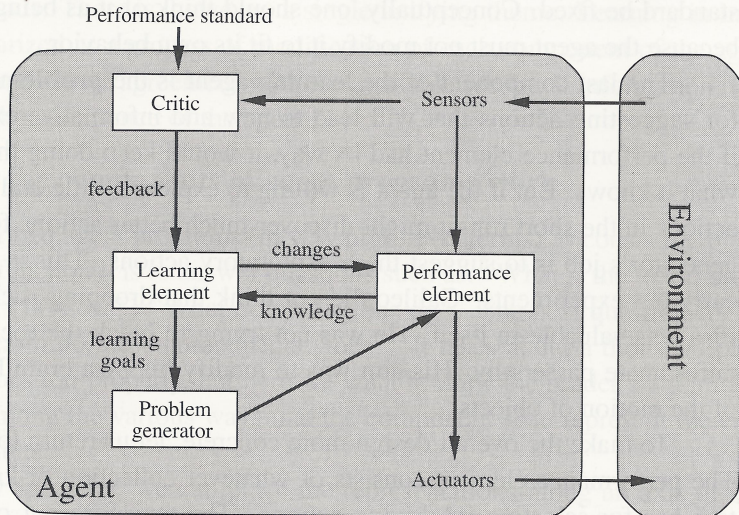 Performance standard
Critic
Sensors
feedback
changes
Learning
element
Performance
element
knowledge
learning
goals
Problem
generator
Agent
Actuators
Environment